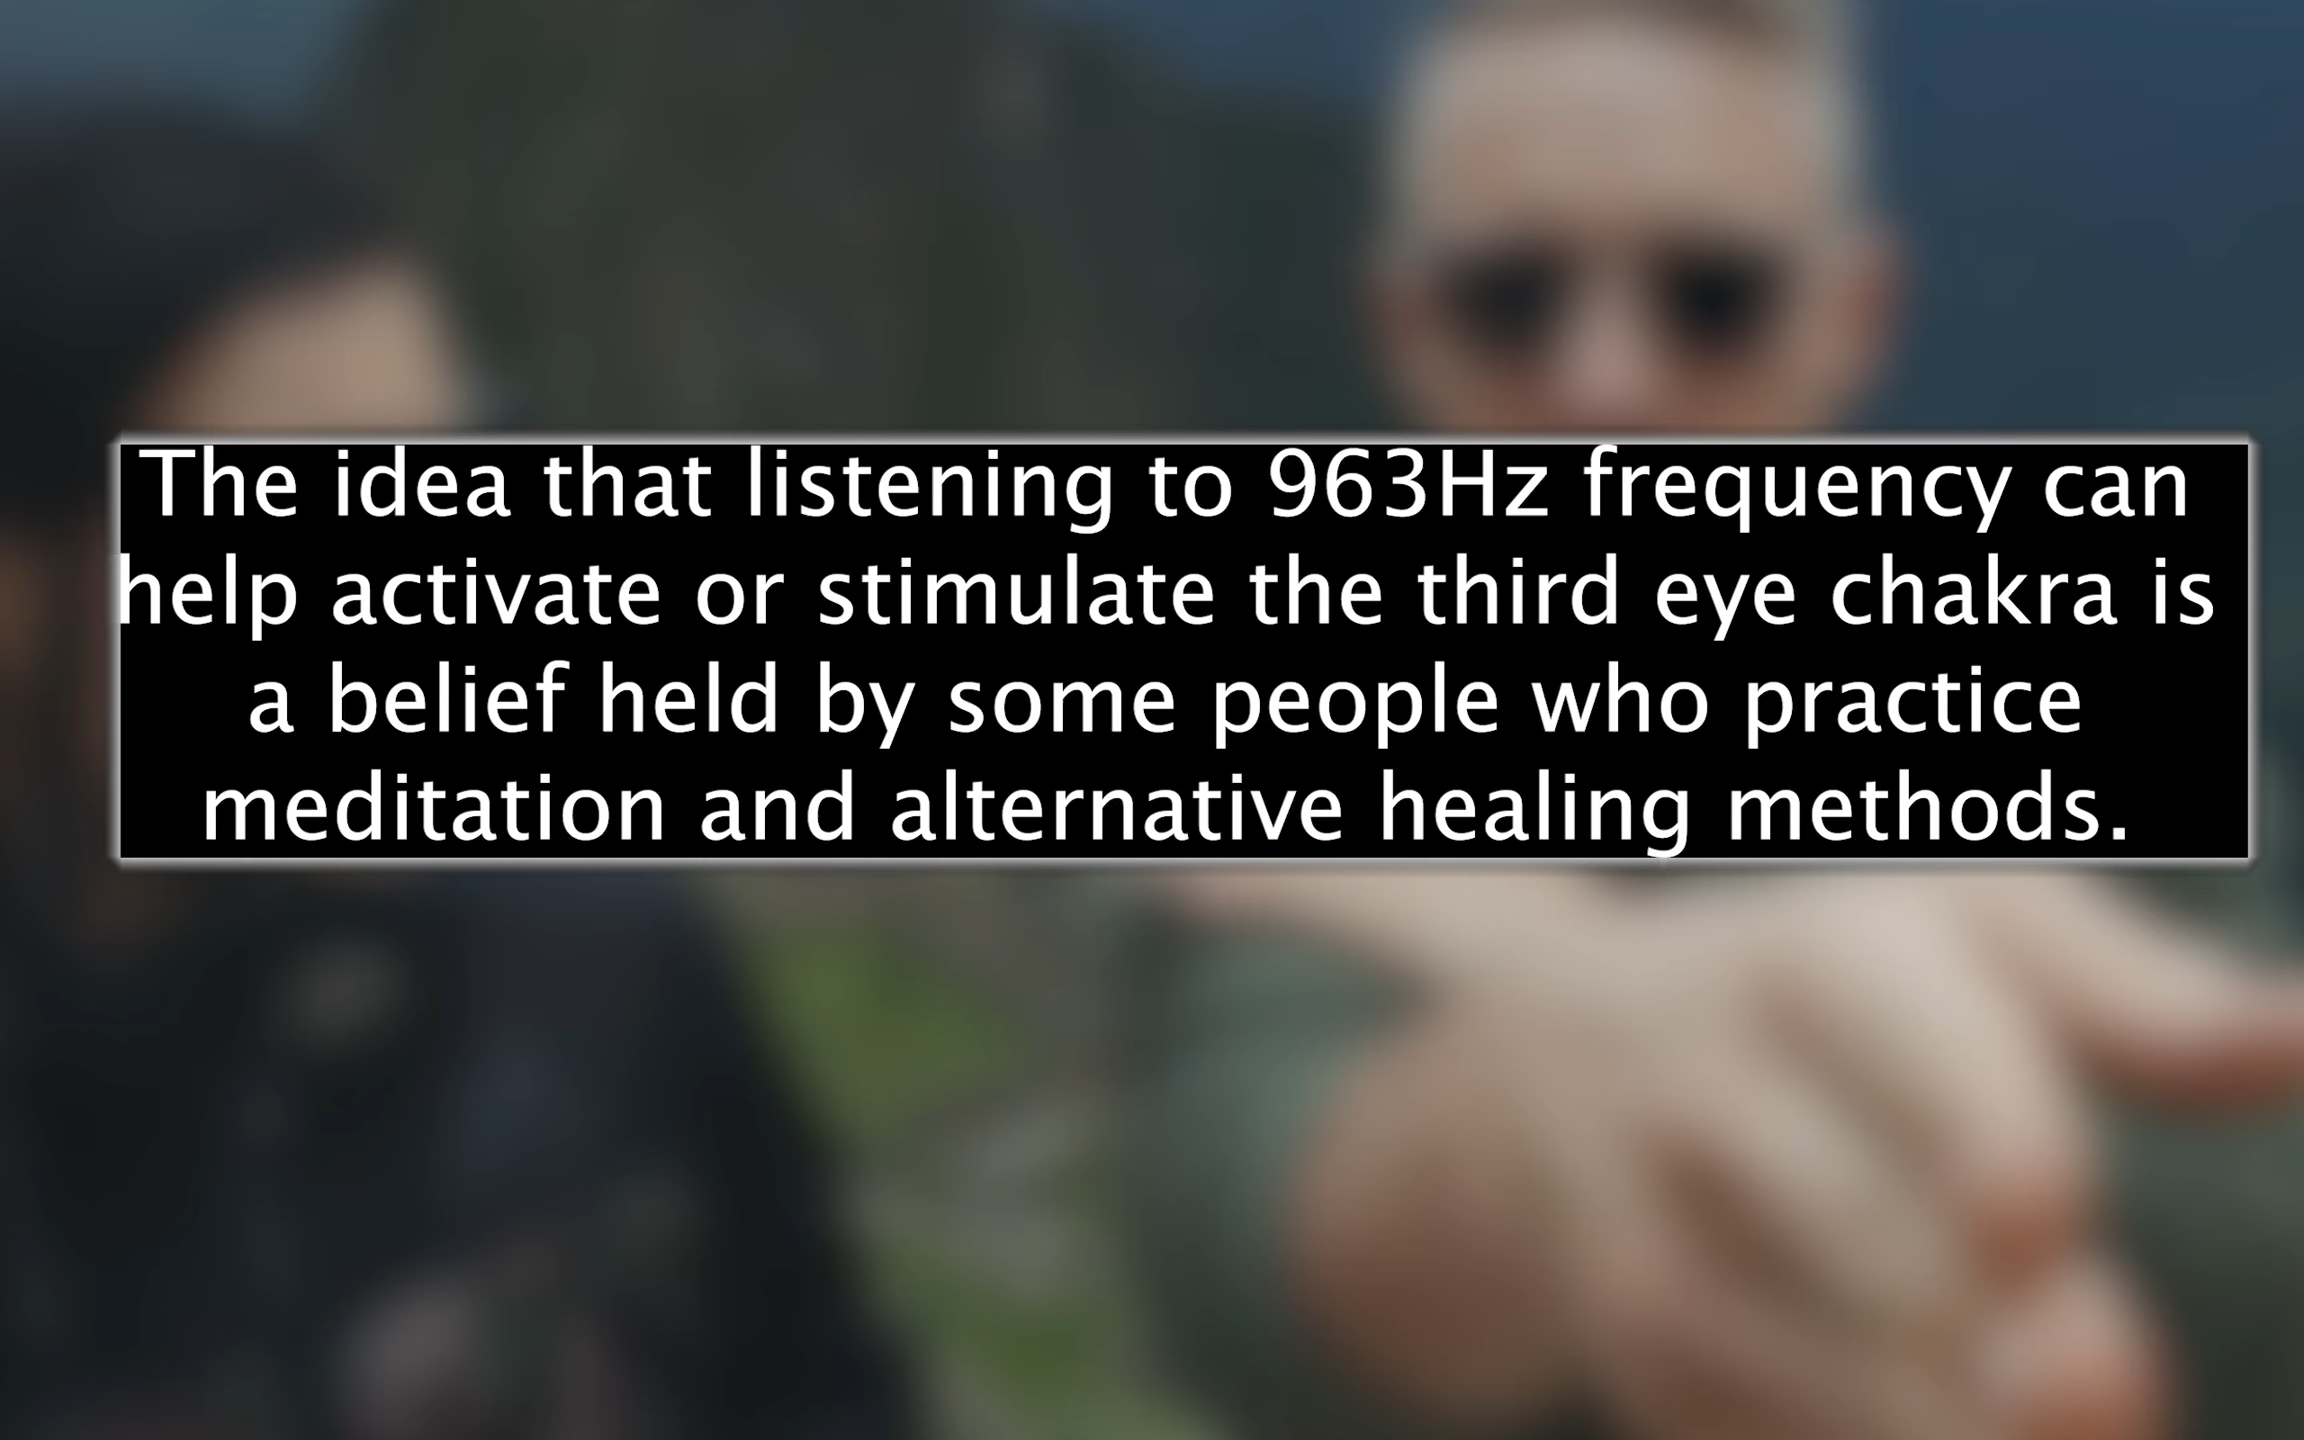 The idea that listening to 963Hz frequency can
help activate or stimulate the third eye chakra is
a belief held by some people who practice
meditation and alternative healing methods.